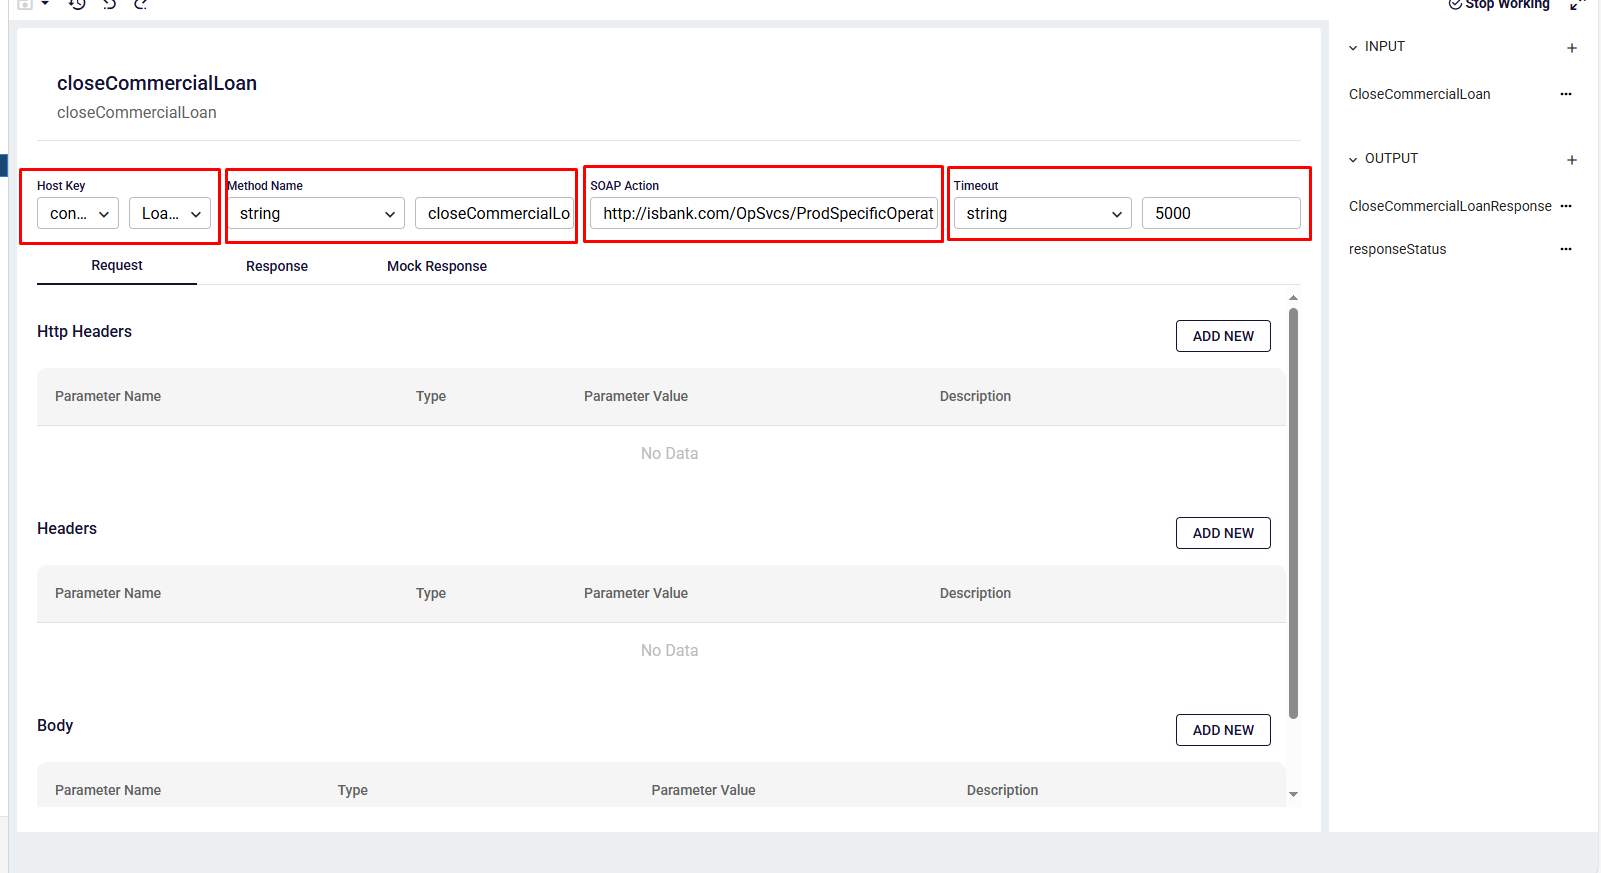 Stop Working
closeCommercialLoan
closeCommercialLoan
Host Key
con...
Loa...
Method Name
string
closeCommercialLo
SOAP Action
http://isbank.com/OpSvcs/ProdSpecificOperat
Timeout
string
5000
Request
Response
Mock Response
Http Headers
ADD NEW
Parameter Name
Type
Parameter Value
Description
No Data
Headers
ADD NEW
Parameter Name
Type
Parameter Value
Description
No Data
Body
ADD NEW
Parameter Name
Type
Parameter Value
Description
INPUT
CloseCommercialLoan
OUTPUT
CloseCommercialLoanResponse
responseStatus